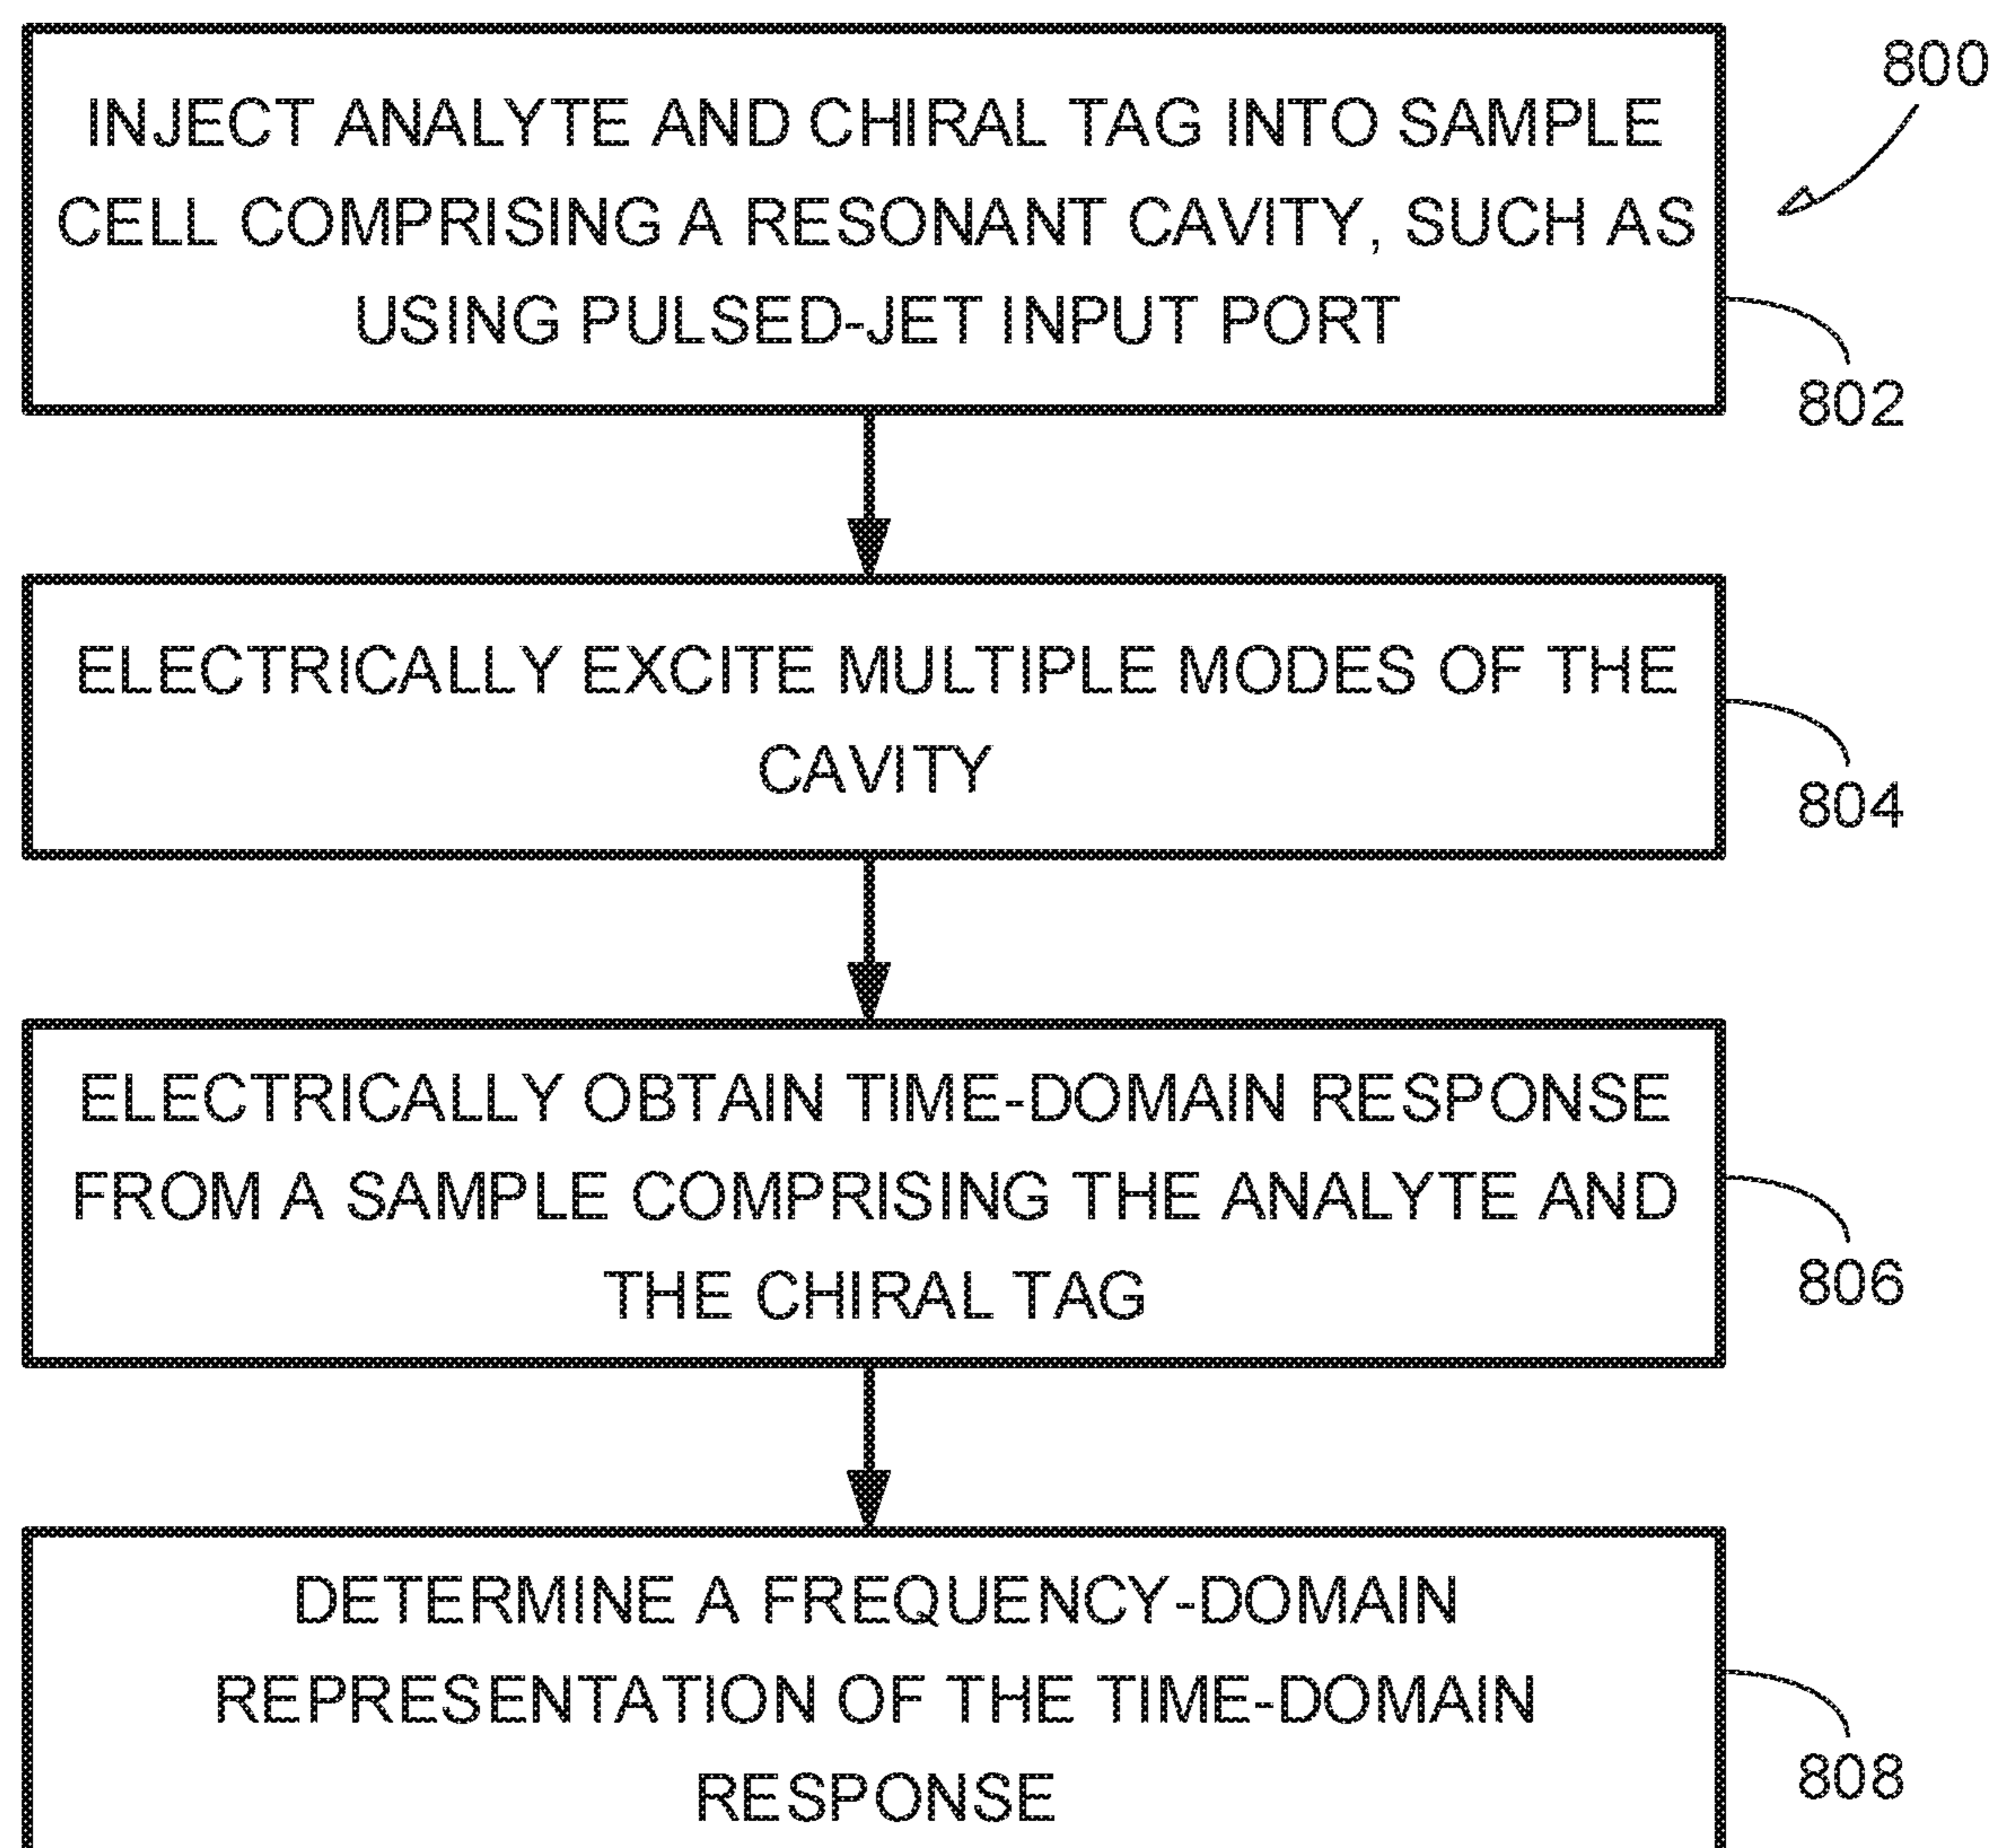 800
INJECT ANALYTE AND CHIRAL TAG INTO SAMPLE
CELL COMPRISING A RESONANT CAVITY, SUCH AS
USING PULSED-JET INPUT PORT
802
ELECTRICALLY EXCITE MULTIPLE MODES OF THE
CAVITY
804
ELECTRICALLY OBTAIN TIME-DOMAIN RESPONSE
FROM A SAMPLE COMPRISING THE ANALYTE AND
THE CHIRAL TAG
806
DETERMINE A FREQUENCY-DOMAIN
REPRESENTATION OF THE TIME-DOMAIN
RESPONSE
808